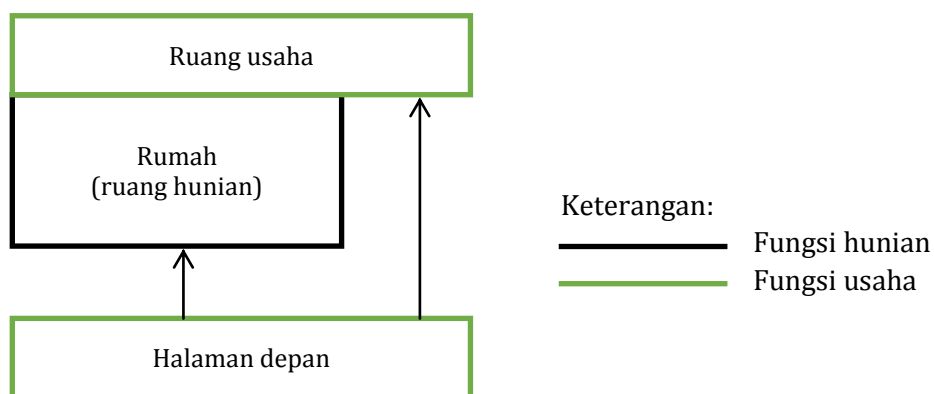 Ruang usaha
Rumah
(ruang hunian)
Keterangan:
Fungsi hunian
Fungsi usaha
Halaman depan